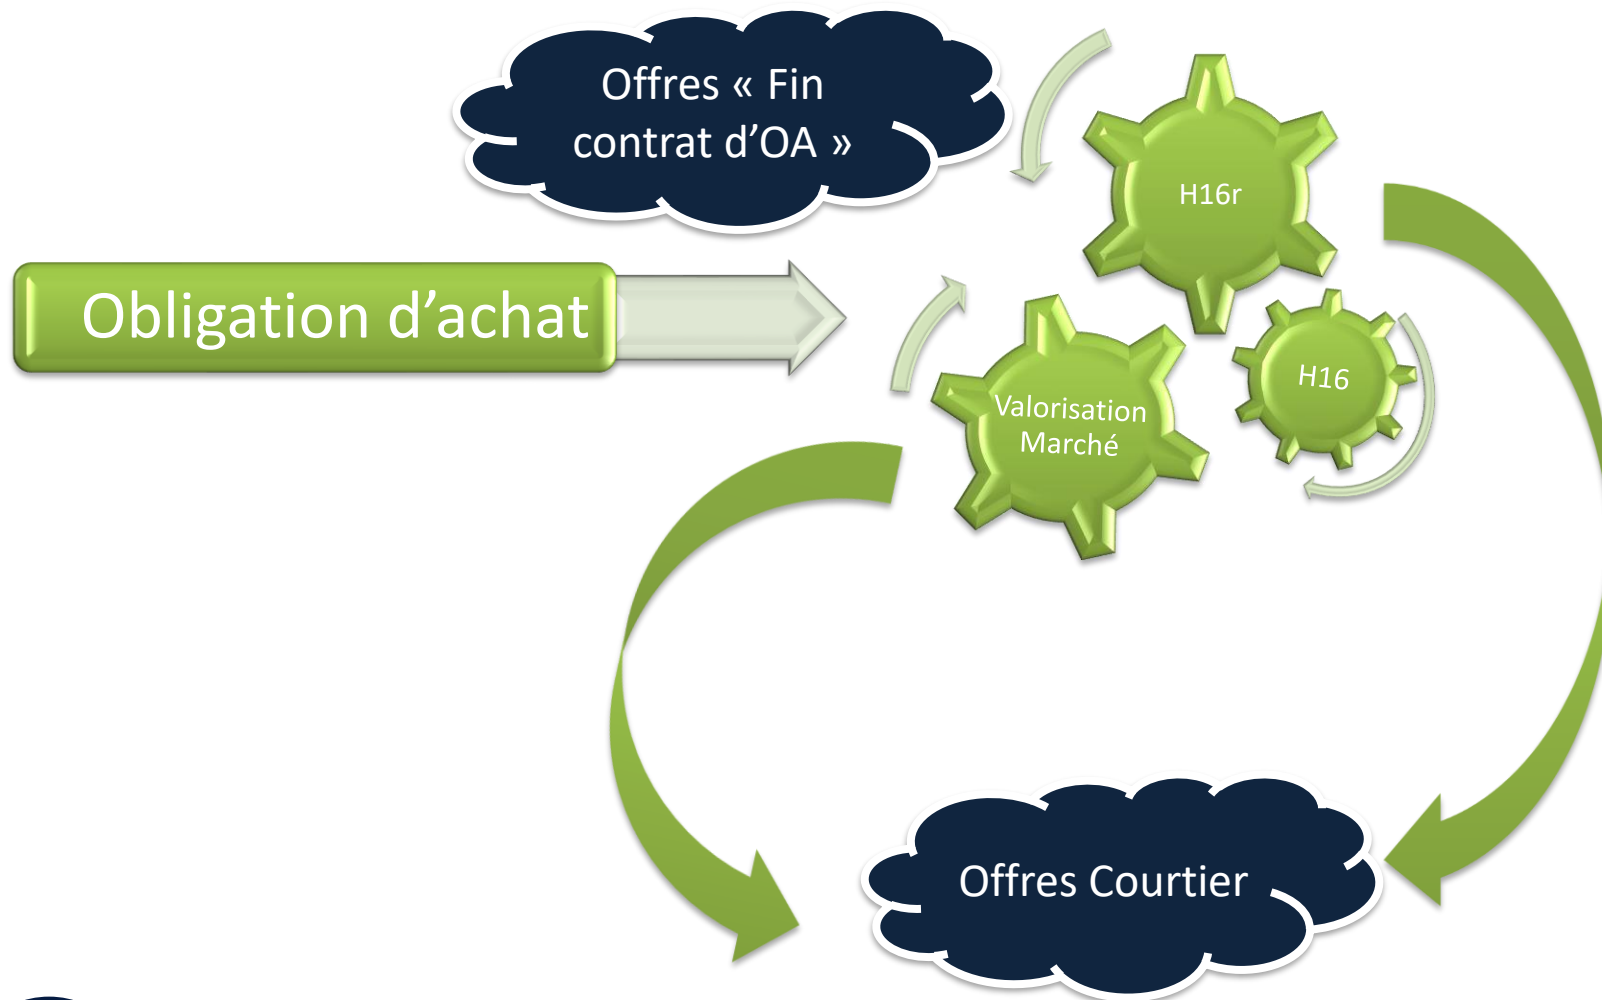 Offres « Fin
contrat d’OA »
H16r
Obligation d’achat
H16
Valorisation
Marché
Offres Courtier